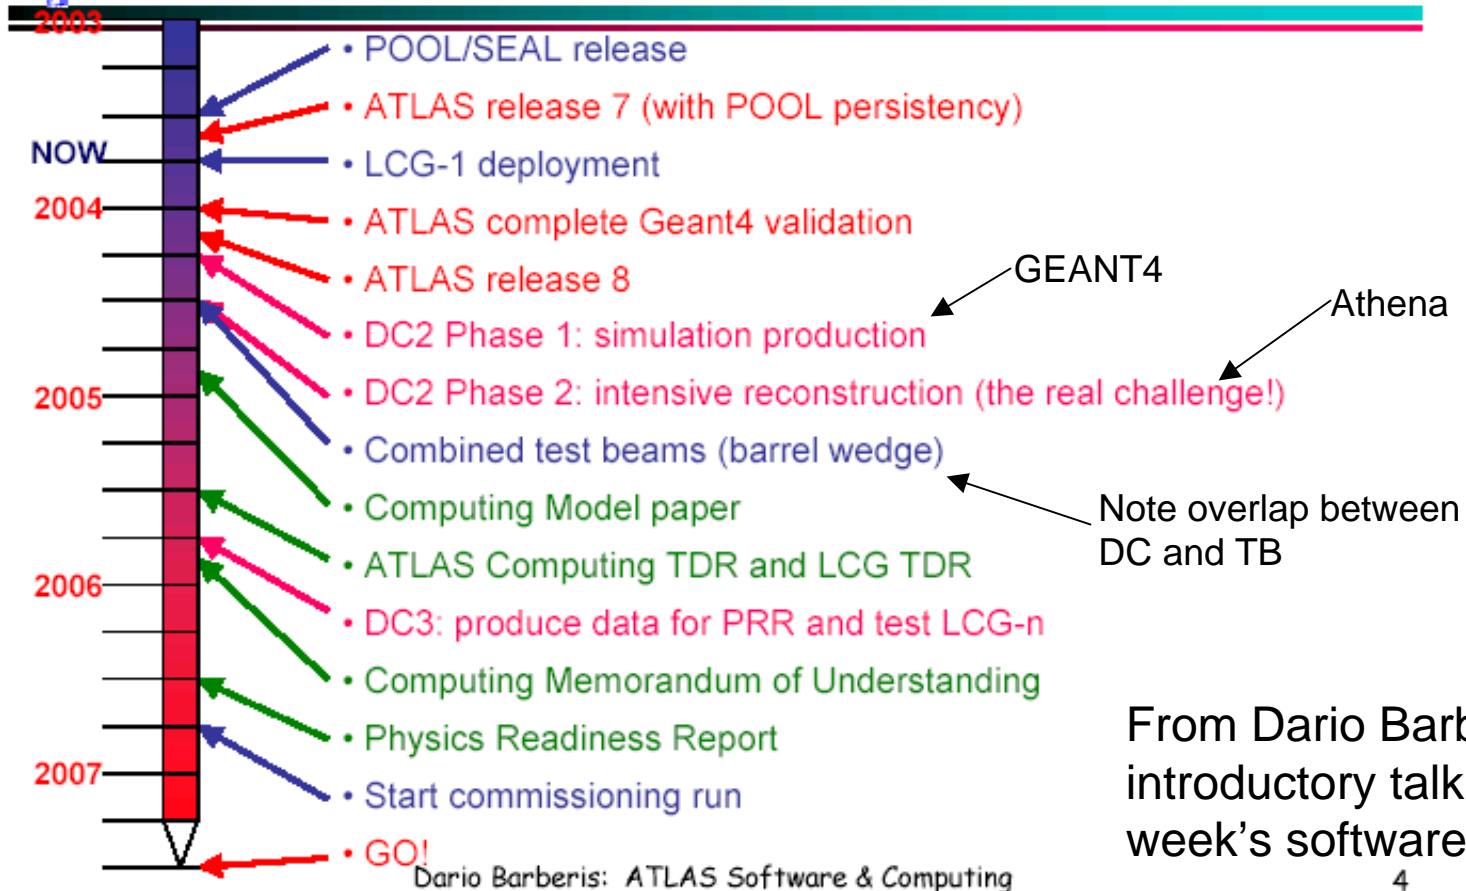 2003
• POOL/SEAL release
• ATLAS release 7 (with POOL persistency)
NOW
• LCG-1 deployment
2004
• ATLAS complete Geant4 validation
• ATLAS release 8
GEANT4
Athena
• DC2 Phase 1: simulation production
• DC2 Phase 2: intensive reconstruction (the real challenge!)
2005
• Combined test beams (barrel wedge)
• Computing Model paper
Note overlap between
DC and TB
• ATLAS Computing TDR and LCG TDR
2006
• DC3: produce data for PRR and test LCG-n
• Computing Memorandum of Understanding
• Physics Readiness Report
2007
• Start commissioning run
From Dario
introductory talk
week's software
• GO!
Dario Barberis: ATLAS Software & Computing
4